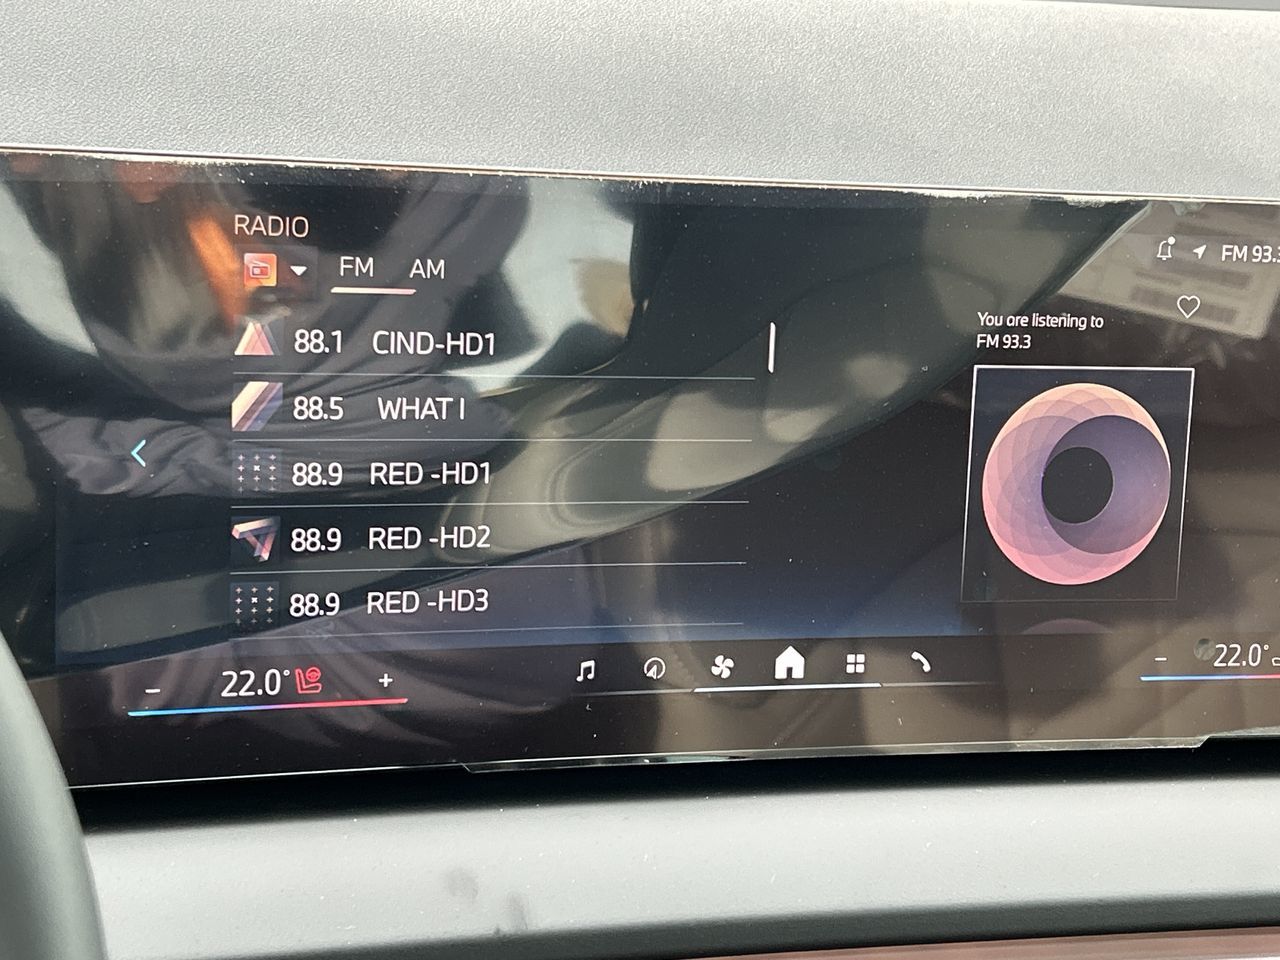 RADIO
FM AM
88.1 CIND-HD1
88.5 WHAT I
88.9 RED -HD1
88.9 RED -HD2
88.9 RED -HD3
FM 93.3
You are listening to
FM 93.3
– 22.0° +
– 22.0°